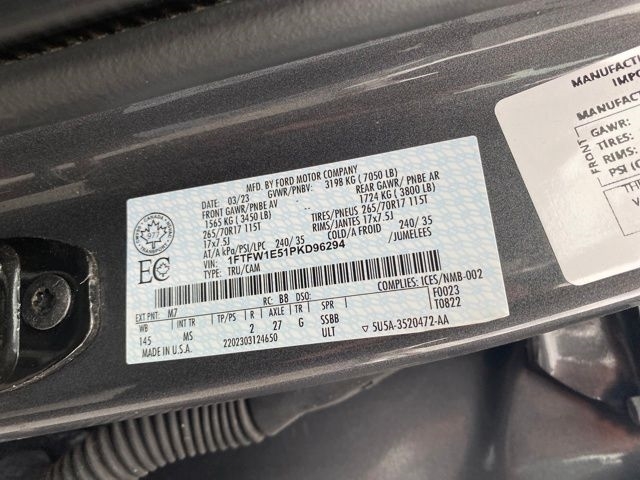 MFD. BY FORD MOTOR COMPANY
DATE: 03/23 GVWR/PNBV: 3198 KG ( 7050 LB)
FRONT GAWR/PNBE AV REAR GAWR/ PNBE AR
1565 KG ( 3450 LB) 1724 KG ( 3800 LB)
265/70R17 115T TIRES/PNEUS 265/70R17 115T
17x7.5J RIMS/JANTES 17x7.5J
AT/A kPa/PSI/LPC 240/ 35 COLD/A FROID 240/ 35
/JUMELEES
VIN: 1FTFW1E51PKD96294
TYPE: TRU/CAM
EC
COMPLIES: ICES/NMB-002
RC: BB DSO: F0023
EXT PNT: M7 T0822
WB INT TR TP/PS R AXLE TR SPR
145 MS 2 27 G SSBB
MADE IN U.S.A. 2202303124650 ULT ▽ 5U5A-3520472-AA
MANUFACT
IMPO
MANUFACT
FRONT
GAWR:
TIRES:
RIMS:
PSI